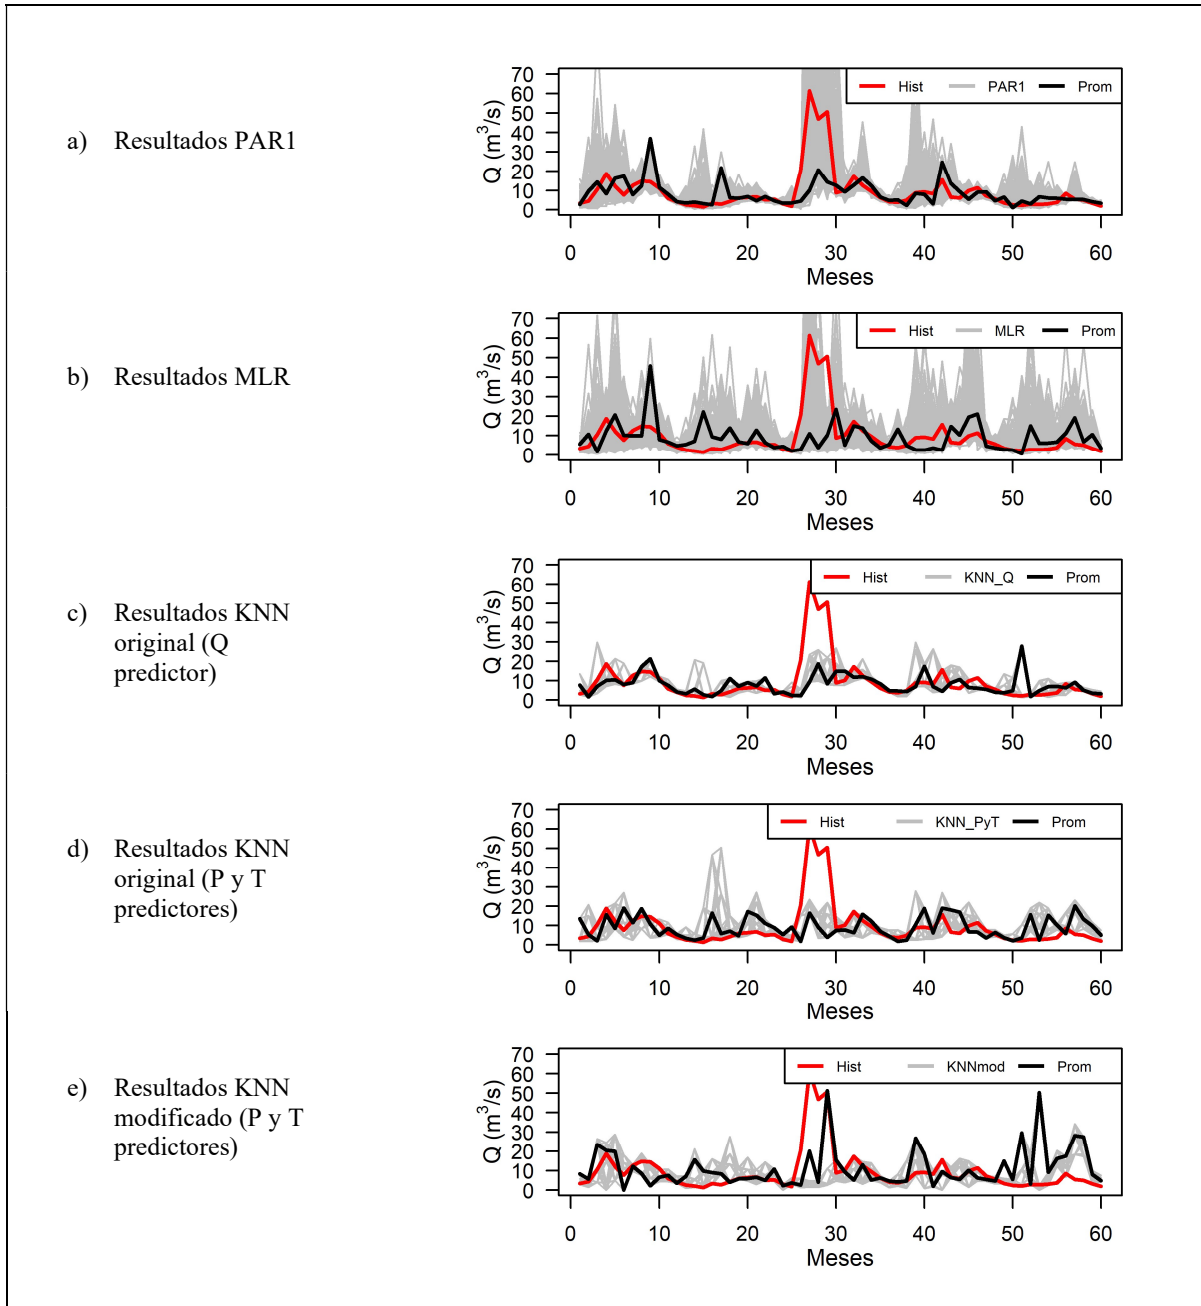 a) Resultados PAR1
70
60
50
40
30
20
10
0
Q (m³/s)
Hist PAR1 Prom
0 10 20 30 40 50 60
Meses
b) Resultados MLR
70
60
50
40
30
20
10
0
Q (m³/s)
Hist MLR Prom
0 10 20 30 40 50 60
Meses
c) Resultados KNN
original (Q
predictor)
70
60
50
40
30
20
10
0
Q (m³/s)
Hist KNN_Q Prom
0 10 20 30 40 50 60
Meses
d) Resultados KNN
original (P y T
predictores)
70
60
50
40
30
20
10
0
Q (m³/s)
Hist KNN_PyT Prom
0 10 20 30 40 50 60
Meses
e) Resultados KNN
modificado (P y T
predictores)
70
60
50
40
30
20
10
0
Q (m³/s)
Hist KNNmod Prom
0 10 20 30 40 50 60
Meses